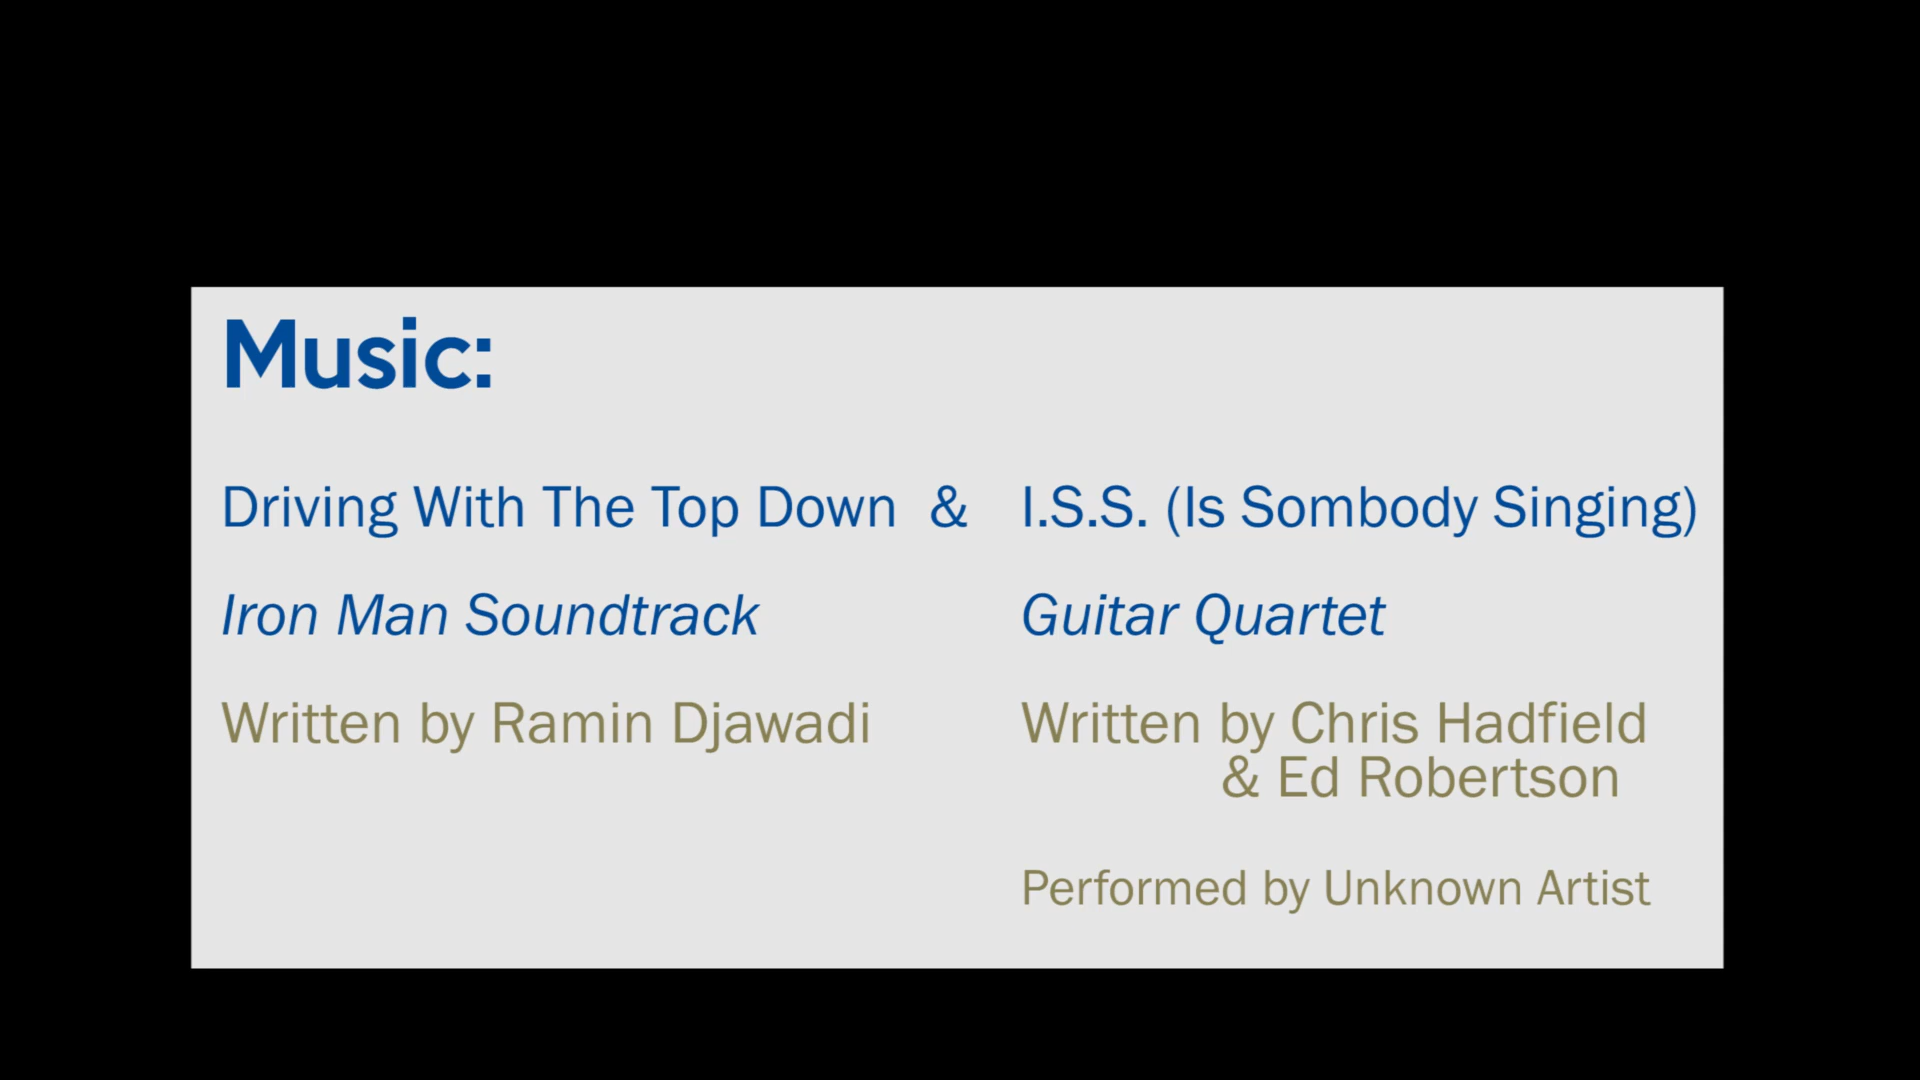 Music:
Driving With The Top Down & I.S.S. (Is Sombody Singing)
Iron Man Soundtrack Guitar Quartet
Written by Ramin Djawadi Written by Chris Hadfield
& Ed Robertson
Performed by Unknown Artist